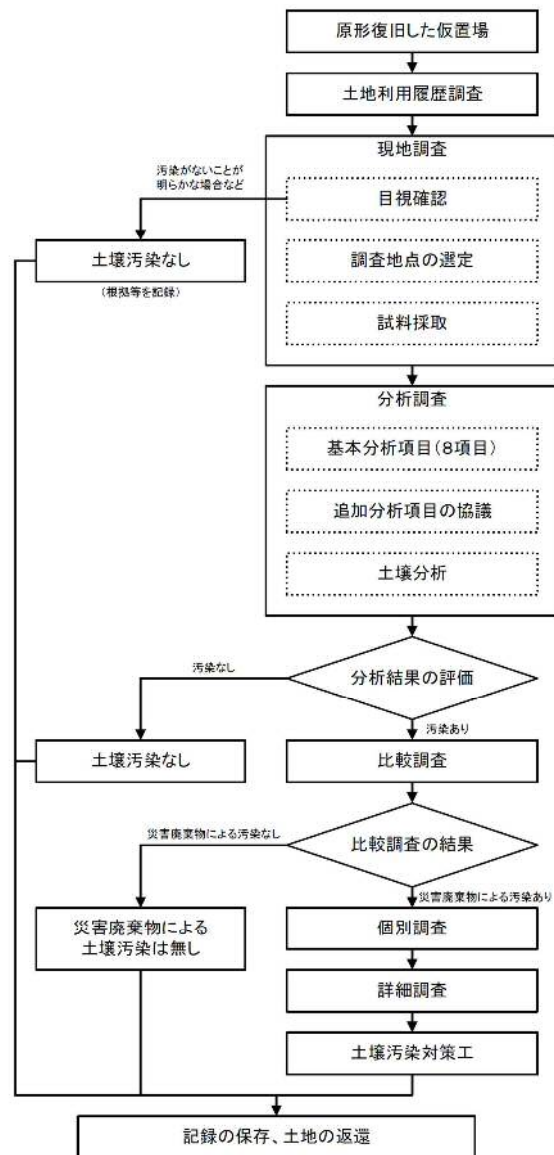 原形復旧した仮置場
土地利用履歴調査
現地調査
汚染がないことが
明らかな場合など
目視確認
土壌汚染なし
(根拠等を記録)
調査地点の選定
試料採取
分析調査
基本分析項目(8項目)
追加分析項目の協議
土壌分析
分析結果の評価
汚染なし
汚染あり
土壌汚染なし
比較調査
比較調査の結果
災害廃棄物による汚染なし
災害廃棄物による汚染あり
災害廃棄物による
土壌汚染は無し
個別調査
詳細調査
土壌汚染対策工
記録の保存、土地の返還